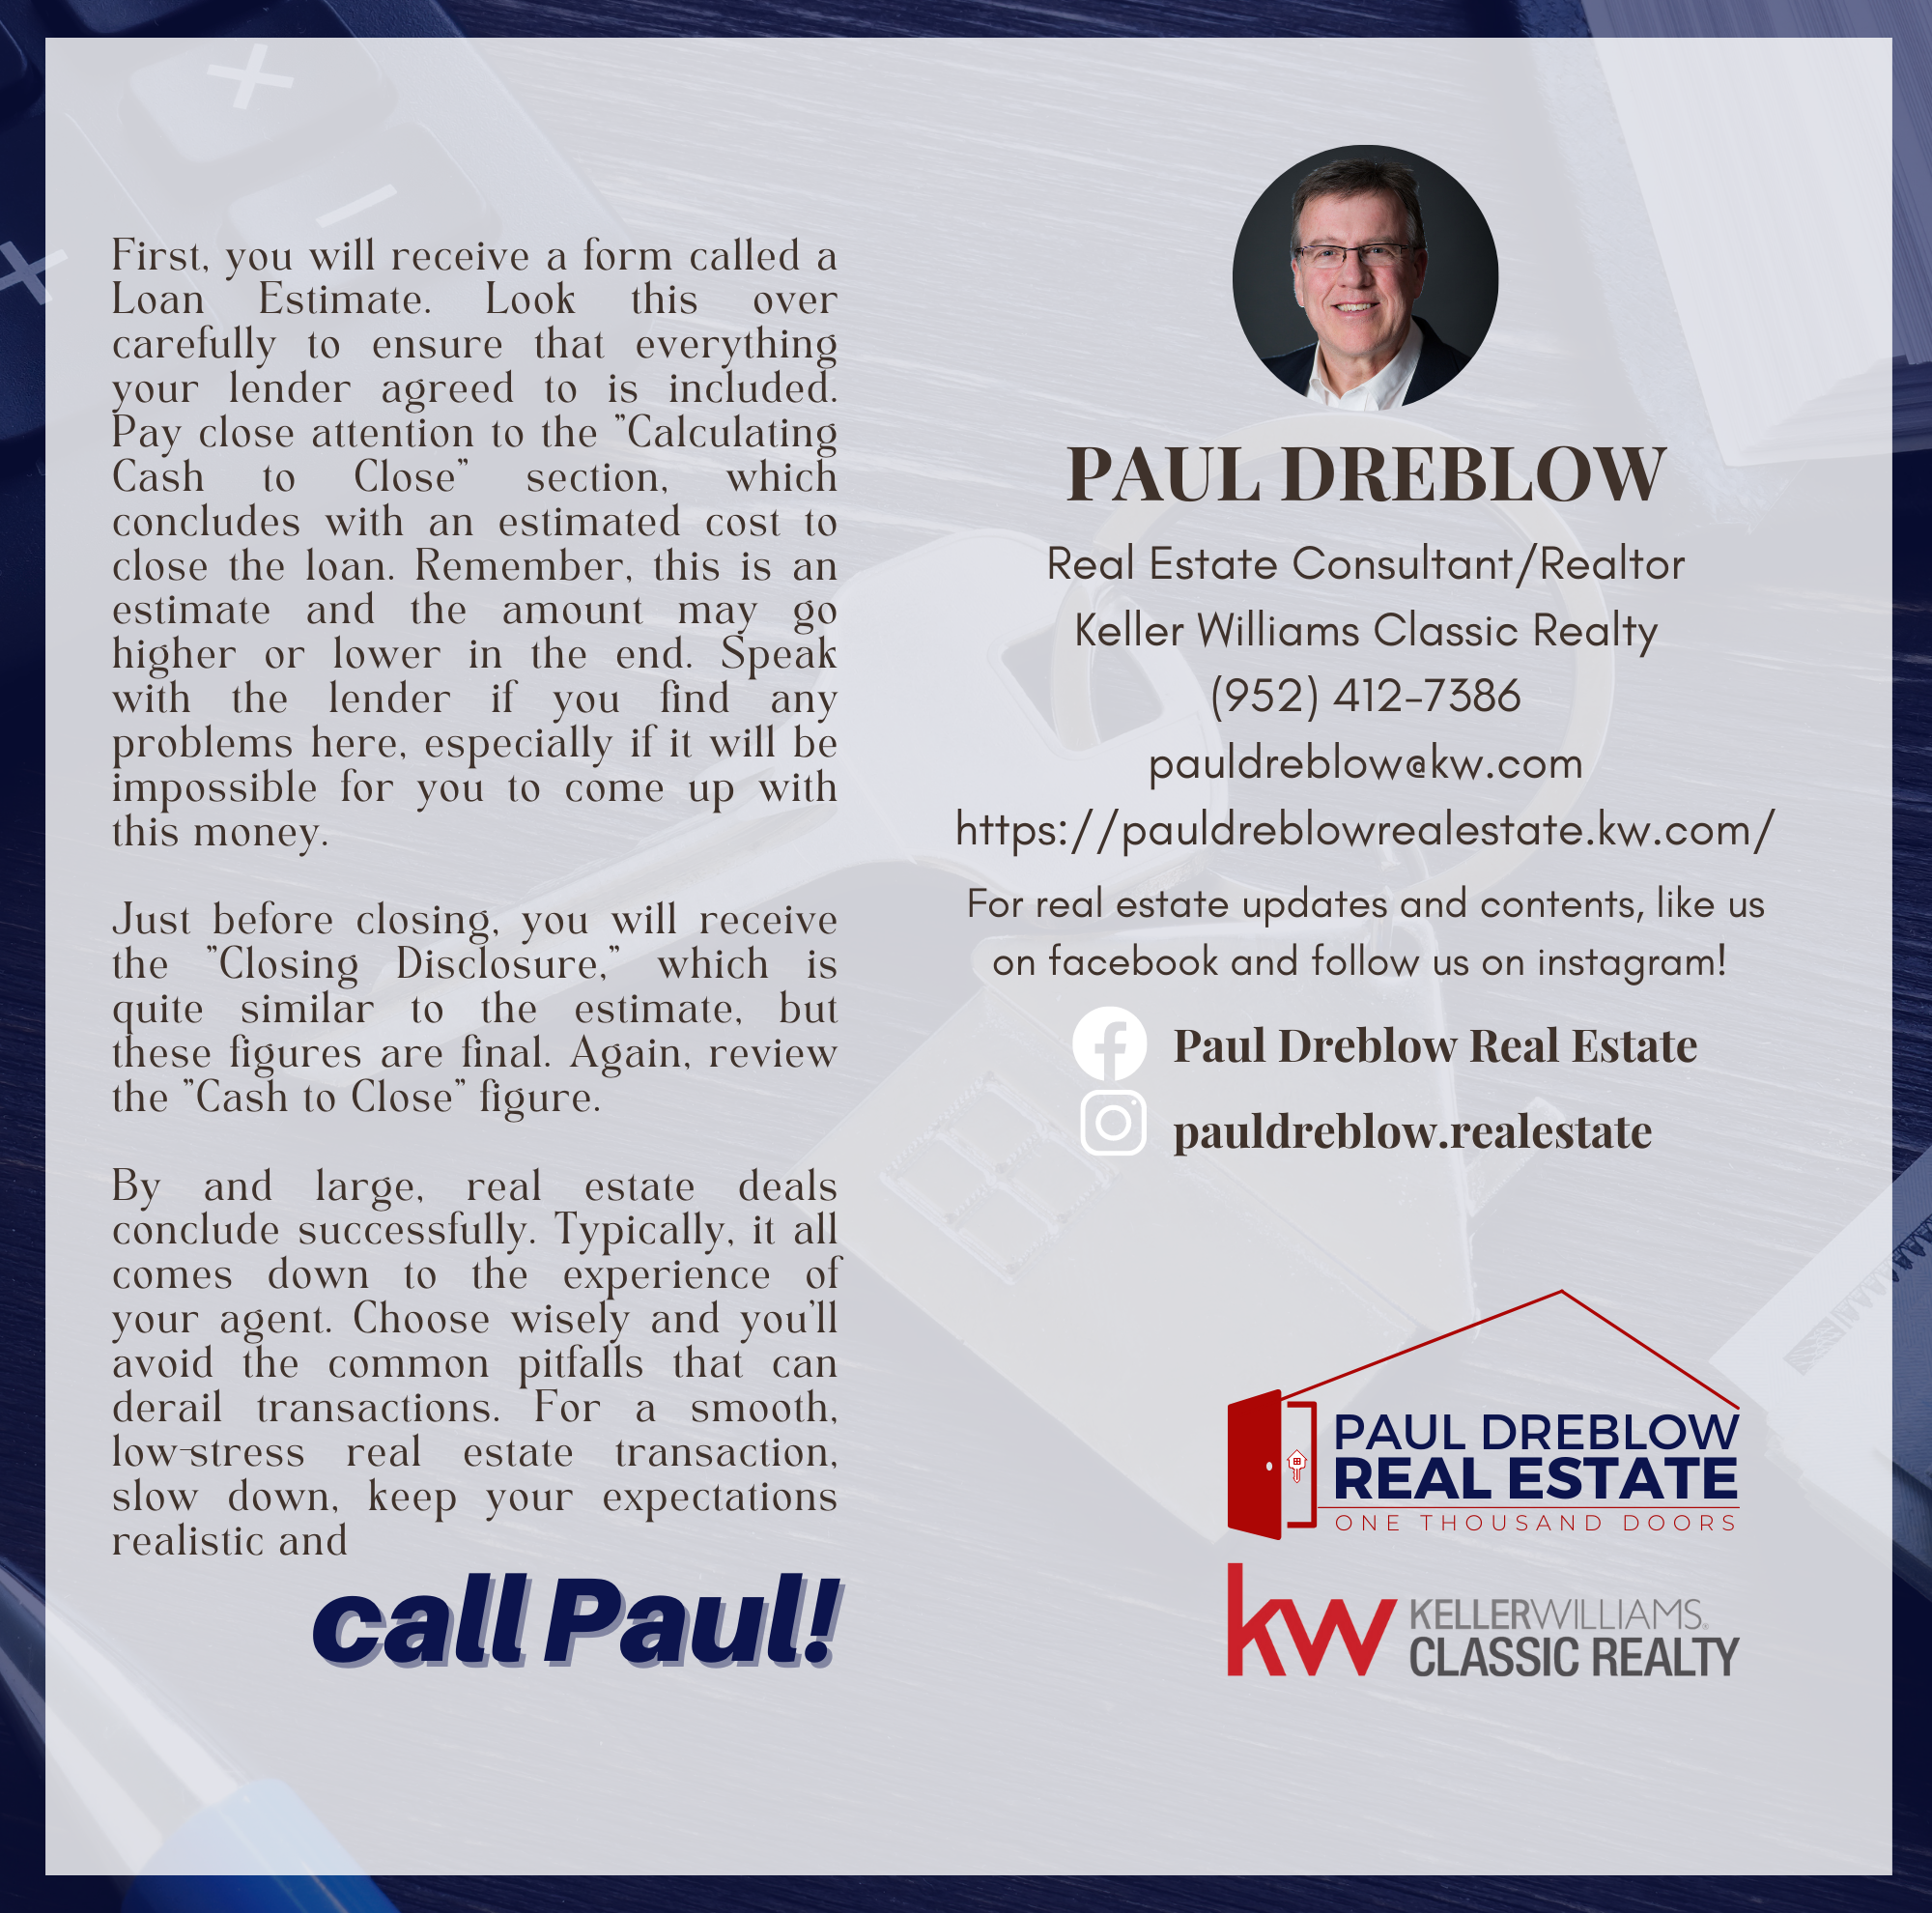 First, you will receive a form called a
Loan Estimate. Look this over
carefully to ensure that everything
your lender agreed to is included.
Pay close attention to the "Calculating
Cash to Close" section, which
concludes with an estimated cost to
close the loan. Remember, this is an
estimate and the amount may go
higher or lower in the end. Speak
with the lender if you find any
problems here, especially if it will be
impossible for you to come up with
this money.
Just before closing, you will receive
the "Closing Disclosure," which is
quite similar to the estimate, but
these figures are final. Again, review
the "Cash to Close" figure.
By and large, real estate deals
conclude successfully. Typically, it all
comes down to the experience of
your agent. Choose wisely and you'll
avoid the common pitfalls that can
derail transactions. For a smooth,
low-stress real estate transaction,
slow down, keep your expectations
realistic and
call Paul!
PAUL DREBLOW
Real Estate Consultant/Realtor
Keller Williams Classic Realty
(952) 412-7386
pauldreblow@kw.com
https://pauldreblowrealestate.kw.com/
For real estate updates and contents, like us
on facebook and follow us on instagram!
Paul Dreblow Real Estate
pauldreblow.realestate
PAUL DREBLOW
REAL ESTATE
ONE THOUSAND DOORS
kw KELLERWILLIAMS®
CLASSIC REALTY